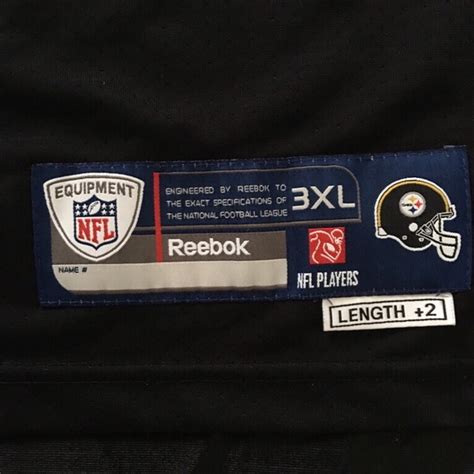 EQUIPMENT
NFL
NAME #
ENGINEERED BY REEBOK TO
THE EXACT SPECIFICATIONS OF
THE NATIONAL FOOTBALL LEAGUE
3XL
Reebok
NFL PLAYERS
LENGTH +2